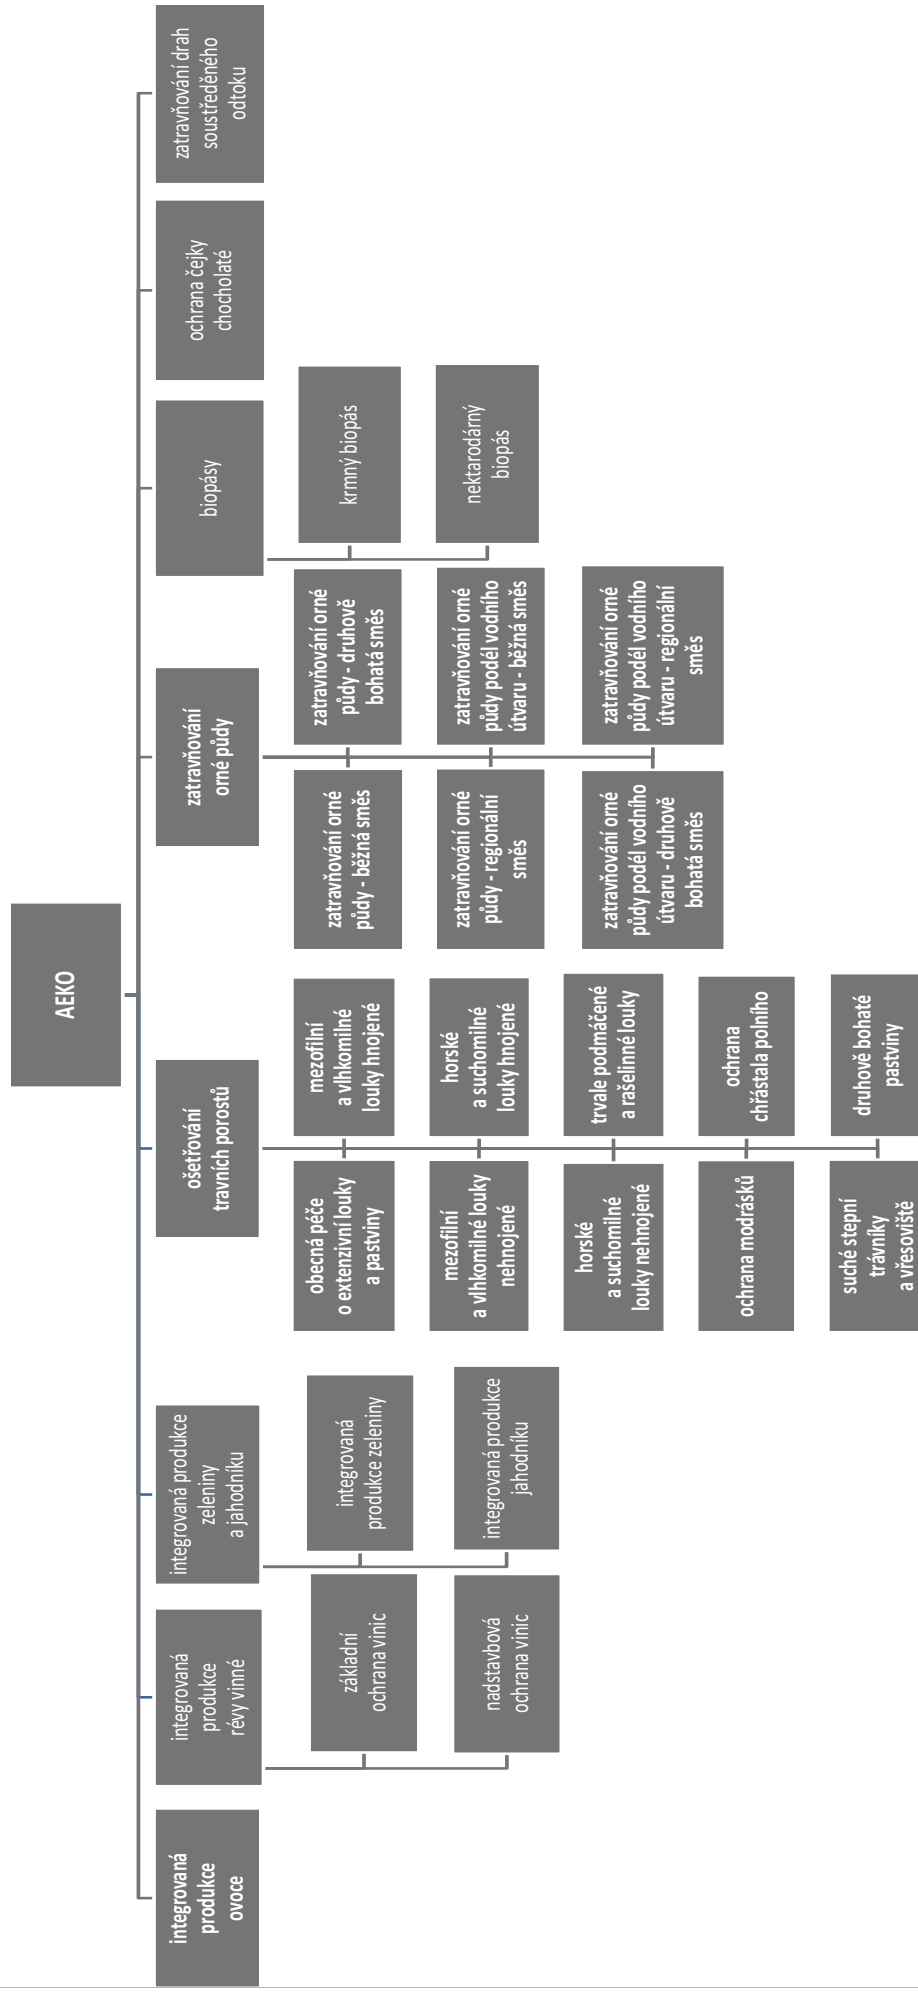 AEKO
integrovaná
produkce
ovoce
integrovaná
produkce
révy vinné
základní
ochrana vinic
nadstavbová
ochrana vinic
integrovaná produkce
zeleniny
a jahodníku
integrovaná
produkce zeleniny
integrovaná produkce
jahodníku
ošetřování
travních porostů
obecná péče
o extenzivní louky
a pastviny
mezofilní
a vlhkomilné
louky hnojené
mezofilní
a vlhkomilné louky
nehnojené
horské
a suchomilné
louky hnojené
horské
a suchomilné
louky nehnojené
trvale podmáčené
a rašelinné louky
ochrana modrásků
ochrana
chřástala polního
suché stepní
trávníky
a vřesoviště
druhově bohaté
pastviny
zatravňování
orné půdy
zatravňování orné
půdy - běžná směs
zatravňování orné
půdy - druhově
bohatá směs
zatravňování orné
půdy - regionální
směs
zatravňování orné
půdy podél vodního
útvaru - běžná směs
zatravňování orné
půdy podél vodního
útvaru - druhově
bohatá směs
zatravňování orné
půdy podél vodního
útvaru - regionální
směs
biopásy
krmný biopás
nektarodárný
biopás
ochrana čejky
chocholaté
zatravňování drah
soustředěného
odtoku